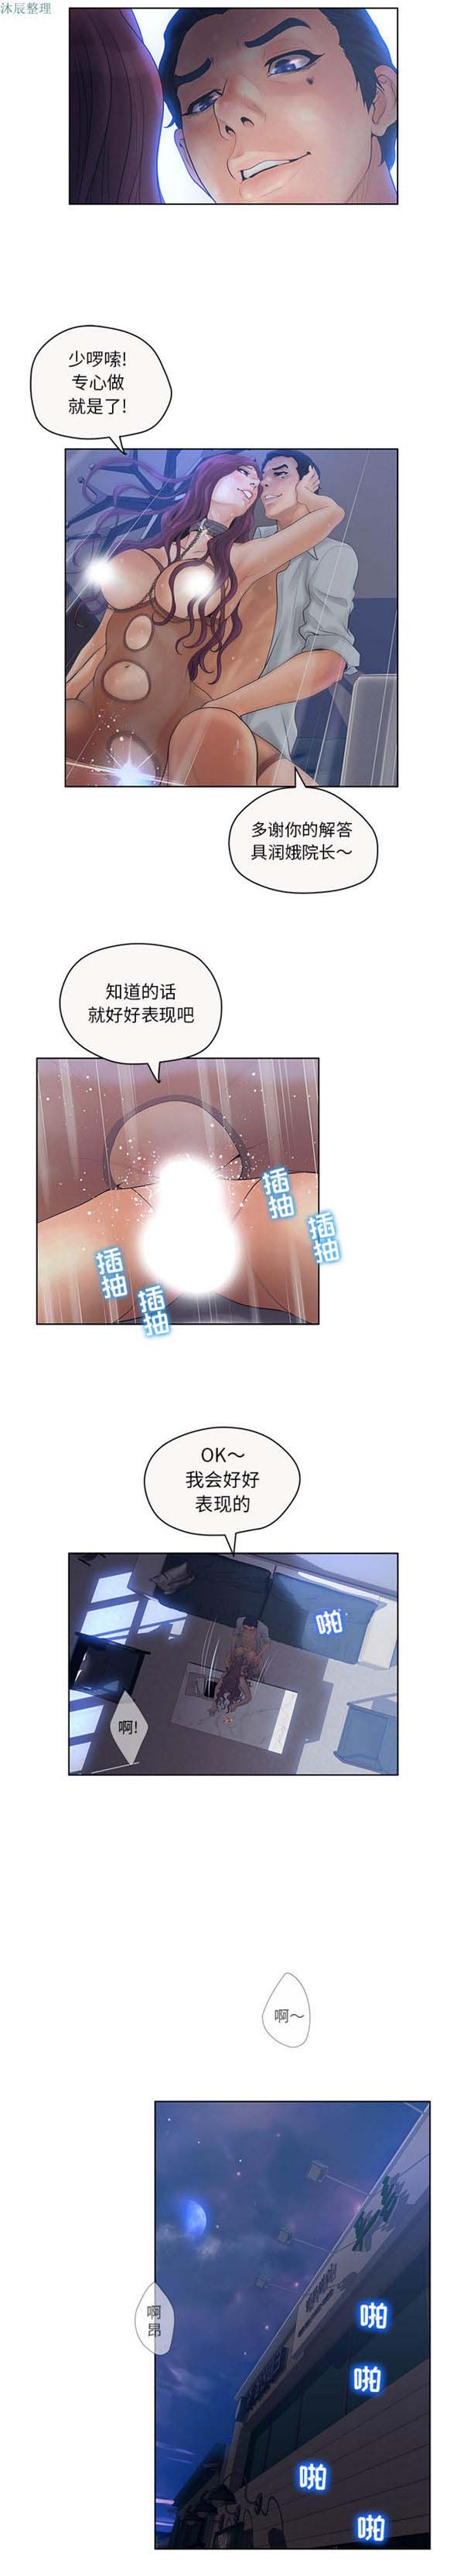 沐辰整理
少啰嗦!
专心做
就是了!
多谢你的解答
具润娥院长～
知道的话
就好好表现吧
插
抽
插
抽
插
抽
插
抽
OK～
我会好好
表现的
啪
啊!
啊～
啊
昂
啪
啪
啪
啪